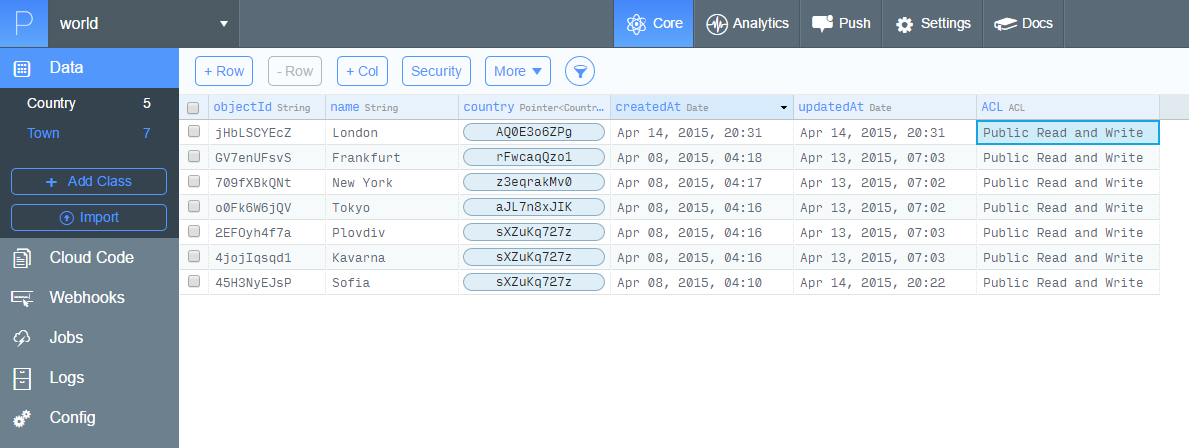 P world Core Analytics Push Settings Docs
Data
Country 5
Town 7
+ Add Class
Import
Cloud Code
Webhooks
Jobs
Logs
Config
+ Row - Row + Col Security More
objectId String name String country Pointer<Countr... createdAt Date updatedAt Date ACL ACL
jHbLSCYEcZ London AQ0E3o6ZPg Apr 14, 2015, 20:31 Apr 14, 2015, 20:31 Public Read and Write
GV7enUFsvS Frankfurt rFwcaqQzo1 Apr 08, 2015, 04:18 Apr 13, 2015, 07:03 Public Read and Write
709fXBkQNt New York z3eqrakMv0 Apr 08, 2015, 04:17 Apr 13, 2015, 07:02 Public Read and Write
o0Fk6W6jQV Tokyo aJL7n8xJIK Apr 08, 2015, 04:16 Apr 13, 2015, 07:02 Public Read and Write
2EFOyh4f7a Plovdiv sXZuKq727z Apr 08, 2015, 04:16 Apr 13, 2015, 07:03 Public Read and Write
4jojIqsqd1 Kavarna sXZuKq727z Apr 08, 2015, 04:16 Apr 13, 2015, 07:03 Public Read and Write
45H3NyEJsP Sofia sXZuKq727z Apr 08, 2015, 04:10 Apr 14, 2015, 20:22 Public Read and Write